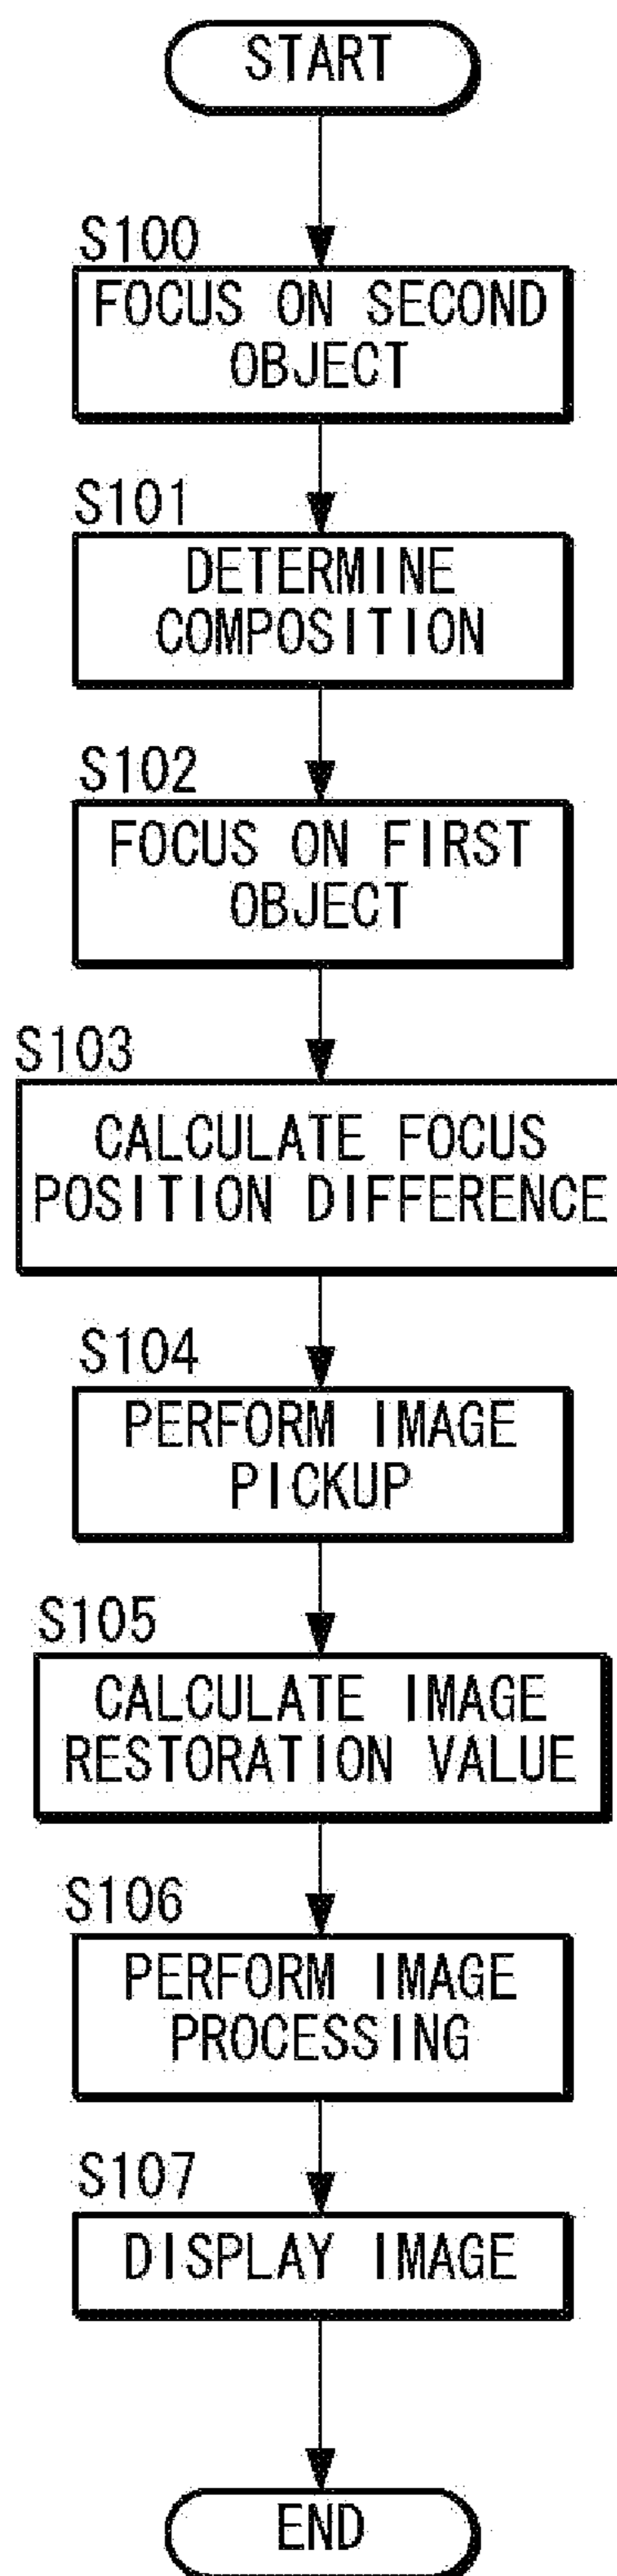 START
S100
FOCUS ON SECOND
OBJECT
S101
DETERMINE
COMPOSITION
S102
FOCUS ON FIRST
OBJECT
S103
CALCULATE FOCUS
POSITION DIFFERENCE
S104
PERFORM IMAGE
PICKUP
S105
CALCULATE IMAGE
RESTORATION VALUE
S106
PERFORM IMAGE
PROCESSING
S107
DISPLAY IMAGE
END